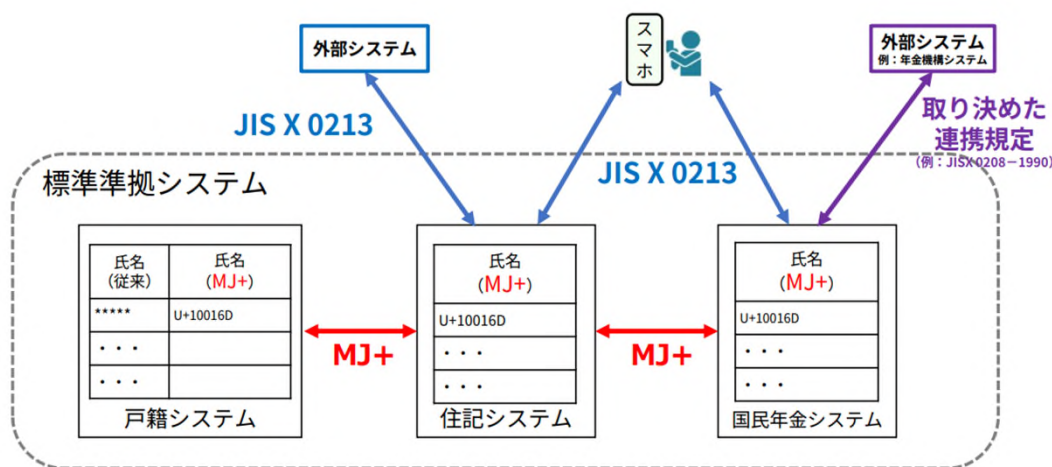 外部システム
スマホ
外部システム
例：年金機構システム
JIS X 0213
取り決めた
連携規定
（例：JISX 0208－1990）
JIS X 0213
標準準拠システム
氏名
（従来）
氏名
（MJ+）
*****
U+10016D
・・・
・・・
戸籍システム
MJ+
氏名
（MJ+）
U+10016D
・・・
・・・
住記システム
MJ+
氏名
（MJ+）
U+10016D
・・・
・・・
国民年金システム